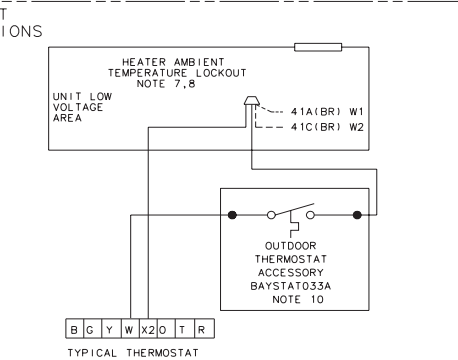 T
IONS
HEATER AMBIENT
TEMPERATURE LOCKOUT
NOTE 7,8
UNIT LOW
VOLTAGE
AREA
41A(BR) W1
41C(BR) W2
OUTDOOR
THERMOSTAT
ACCESSORY
BAYSTAT033A
NOTE 10
B G Y W X2 O T R
TYPICAL THERMOSTAT